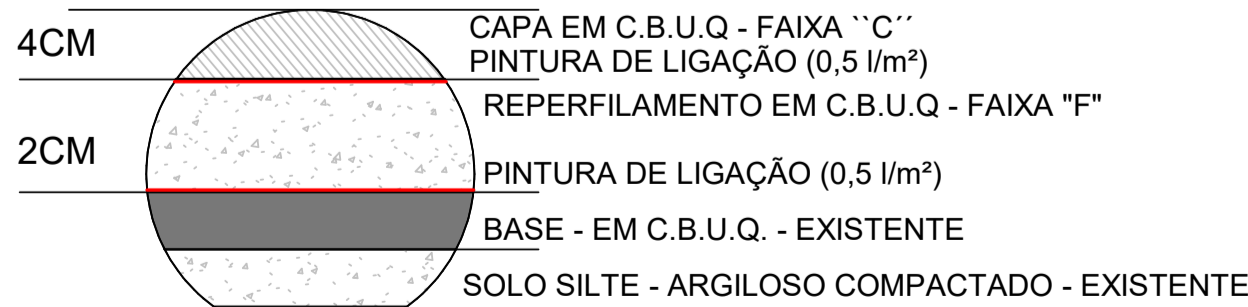 4CM
CAPA EM C.B.U.Q - FAIXA ``C´´
PINTURA DE LIGAÇÃO (0,5 l/m²)
REPERFILAMENTO EM C.B.U.Q - FAIXA "F"
2CM
PINTURA DE LIGAÇÃO (0,5 l/m²)
BASE - EM C.B.U.Q. - EXISTENTE
SOLO SILTE - ARGILOSO COMPACTADO - EXISTENTE